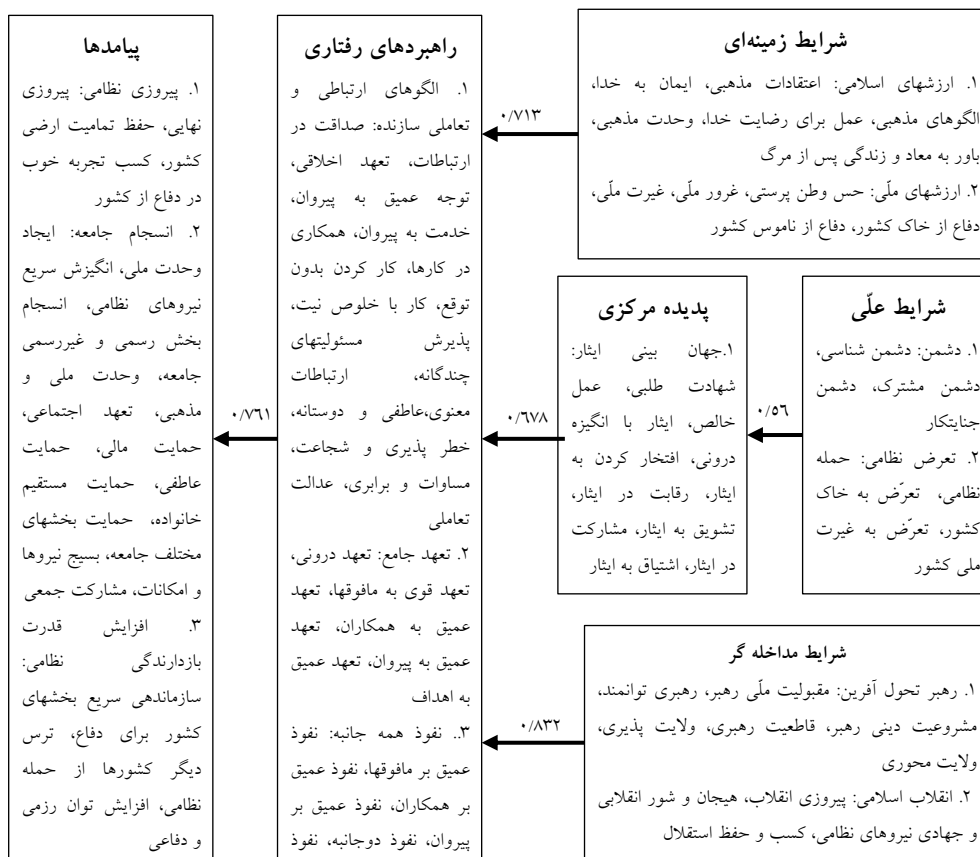 شرایط زمینه‌ای
۱. ارزشهای اسلامی: اعتقادات مذهبی، ایمان به خدا،
الگوهای مذهبی، عمل برای رضایت خدا، وحدت مذهبی،
باور به معاد و زندگی پس از مرگ
۲. ارزشهای ملّی: حس وطن پرستی، غرور ملی، غیرت ملی،
دفاع از خاک کشور، دفاع از ناموس کشور
شرایط علّی
۱. دشمن: دشمن شناسی،
دشمن مشترک، دشمن
جنایتکار
۲. تعرض نظامی: حمله
نظامی، تعرّض به خاک
کشور، تعرّض به غیرت
ملی کشور
۰/۵۶
پدیده مرکزی
۱.جهان بینی ایثار:
شهادت طلبی، عمل
خالص، ایثار با انگیزه
درونی، افتخار کردن به
ایثار، رقابت در ایثار،
تشویق به ایثار، مشارکت
در ایثار، اشتیاق به ایثار
شرایط مداخله گر
۱. رهبر تحول آفرین: مقبولیت ملّی رهبر، رهبری توانمند،
مشروعیت دینی رهبر، قاطعیت رهبری، ولایت پذیری،
ولایت محوری
۲. انقلاب اسلامی: پیروزی انقلاب، هیجان و شور انقلابی
و جهادی نیروهای نظامی، کسب و حفظ استقلال
۰/۷۱۳
۰/۶۷۸
۰/۸۳۲
راهبردهای رفتاری
۱. الگوهای ارتباطی و
تعاملی سازنده: صداقت در
ارتباطات، تعهد اخلاقی،
توجه عمیق به پیروان،
خدمت به پیروان، همکاری
در کارها، کار کردن بدون
توقع، کار با خلوص نیت،
پذیرش مسئولیتهای
چندگانه، ارتباطات
معنوی،عاطفی و دوستانه،
خطر پذیری و شجاعت،
مساوات و برابری، عدالت
تعاملی
۲. تعهد جامع: تعهد درونی،
تعهد قوی به مافوقها، تعهد
عمیق به همکاران، تعهد
عمیق به پیروان، تعهد عمیق
به اهداف
۳.. نفوذ همه جانبه: نفوذ
عمیق بر مافوقها، نفوذ عمیق
بر همکاران، نفوذ عمیق بر
پیروان، نفوذ دوجانبه، نفوذ
۰/۷۶۱
پیامدها
۱. پیروزی نظامی: پیروزی
نهایی، حفظ تمامیت ارضی
کشور، کسب تجربه خوب
در دفاع از کشور
۲. انسجام جامعه: ایجاد
وحدت ملی، انگیزش سریع
نیروهای نظامی، انسجام
بخش رسمی و غیررسمی
جامعه، وحدت ملی و
مذهبی، تعهد اجتماعی،
حمایت مالی، حمایت
عاطفی، حمایت مستقیم
خانواده، حمایت بخشهای
مختلف جامعه، بسیج نیروها
و امکانات، مشارکت جمعی
۳. افزایش قدرت
بازدارندگی نظامی:
سازماندهی سریع بخشهای
کشور برای دفاع، ترس
دیگر کشورها از حمله
نظامی، افزایش توان رزمی
و دفاعی